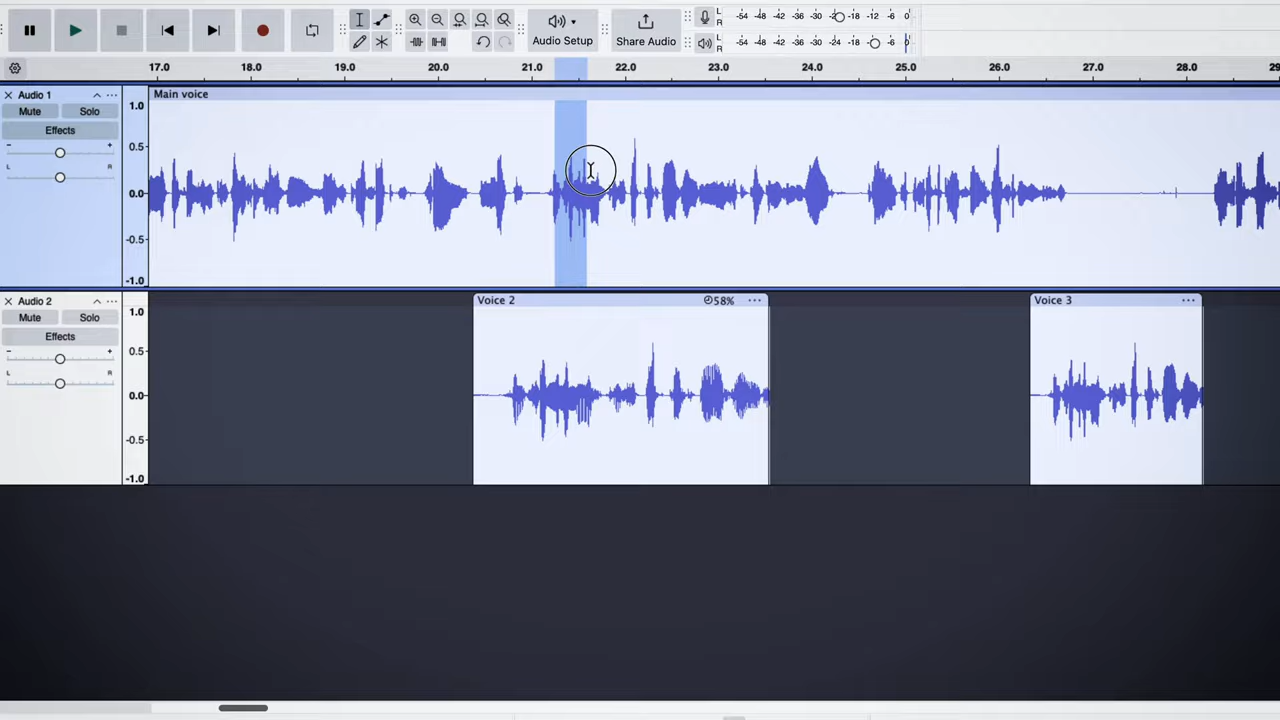 Audio Setup
Share Audio
L
R
-54 -48 -42 -36 -30 -24 -18 -12 -6 0
L
R
-54 -48 -42 -36 -30 -24 -18 -12 -6 0
17.0 18.0 19.0 20.0 21.0 22.0 23.0 24.0 25.0 26.0 27.0 28.0 29
Audio 1
Main voice
Mute Solo
Effects
- +
L R
1.0
0.5
0.0
-0.5
-1.0
Audio 2
Voice 2 58%
Voice 3
Mute Solo
Effects
- +
L R
1.0
0.5
0.0
-0.5
-1.0